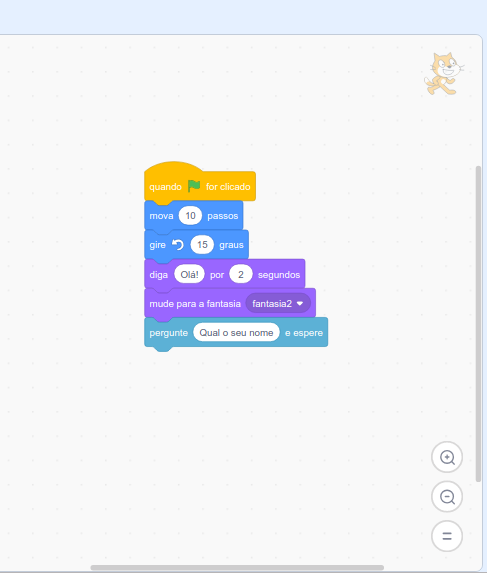 quando for clicado
mova 10 passos
gire 15 graus
diga Olá! por 2 segundos
mude para a fantasia fantasia2
pergunte Qual o seu nome e espere